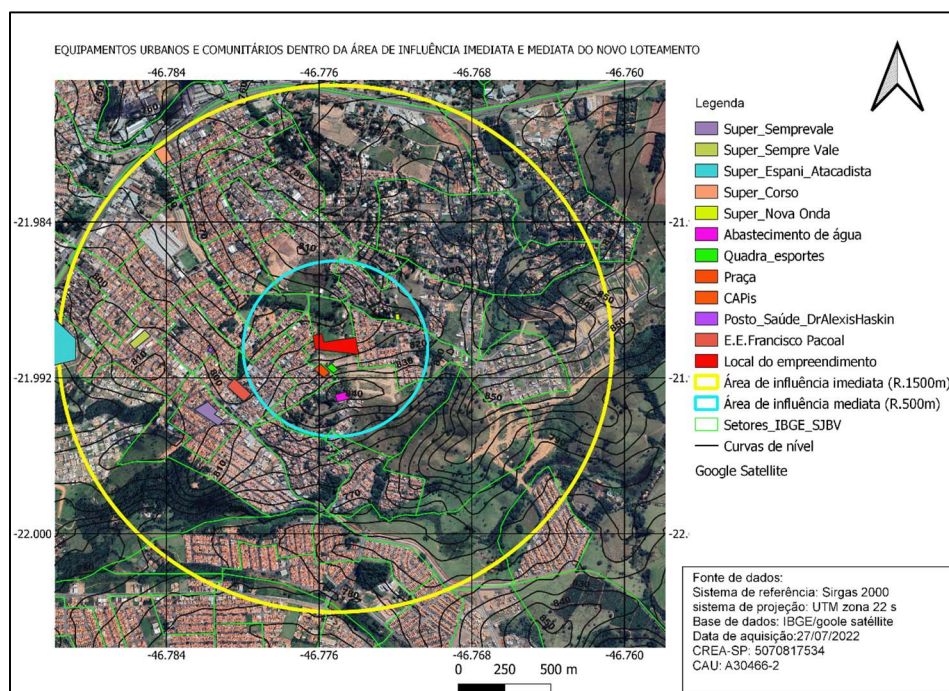 EQUIPAMENTOS URBANOS E COMUNITÁRIOS DENTRO DA ÁREA DE INFLUÊNCIA IMEDIATA E MEDIATA DO NOVO LOTEAMENTO
-46.784
-46.776
-46.768
-46.760
-21.984
-21.
-21.992
-21.
-22.000
-22.
-46.784
-46.776
-46.768
-46.760
0 250 500 m
Legenda
Super_Semprevale
Super_Sempre Vale
Super_Espani_Atacadista
Super_Corso
Super_Nova Onda
Abastecimento de água
Quadra_esportes
Praça
CAPis
Posto_Saúde_DrAlexisHaskin
E.E.Francisco Pacoal
Local do empreendimento
Área de influência imediata (R.1500m)
Área de influência mediata (R.500m)
Setores_IBGE_SJBV
Curvas de nível
Google Satellite
Fonte de dados:
Sistema de referência: Sirgas 2000
sistema de projeção: UTM zona 22 s
Base de dados: IBGE/goole satéllite
Data de aquisição:27/07/2022
CREA-SP: 5070817534
CAU: A30466-2